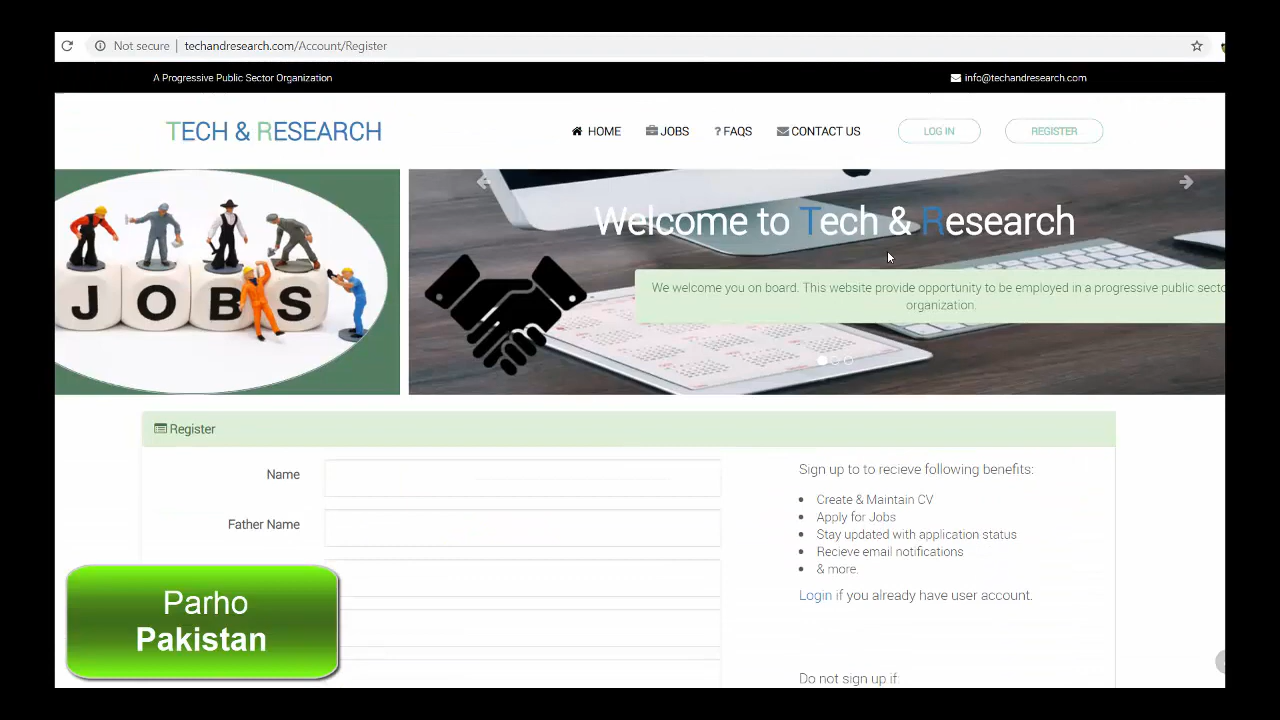 Not secure | techandresearch.com/Account/Register
A Progressive Public Sector Organization
info@techandresearch.com
TECH & RESEARCH
HOME
JOBS
? FAQS
CONTACT US
LOG IN
REGISTER
JOBS
Welcome to Tech & Research
We welcome you on board. This website provide opportunity to be employed in a progressive public secto
organization.
Register
Name
Father Name
Sign up to to recieve following benefits:
• Create & Maintain CV
• Apply for Jobs
• Stay updated with application status
• Recieve email notifications
• & more.
Login if you already have user account.
Do not sign up if:
Parho
Pakistan